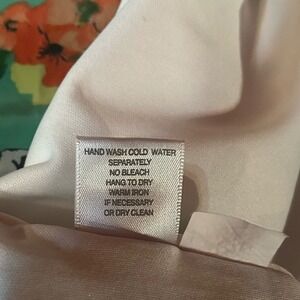 HAND WASH COLD WATER
SEPARATELY
NO BLEACH
HANG TO DRY
WARM IRON
IF NECESSARY
OR DRY CLEAN